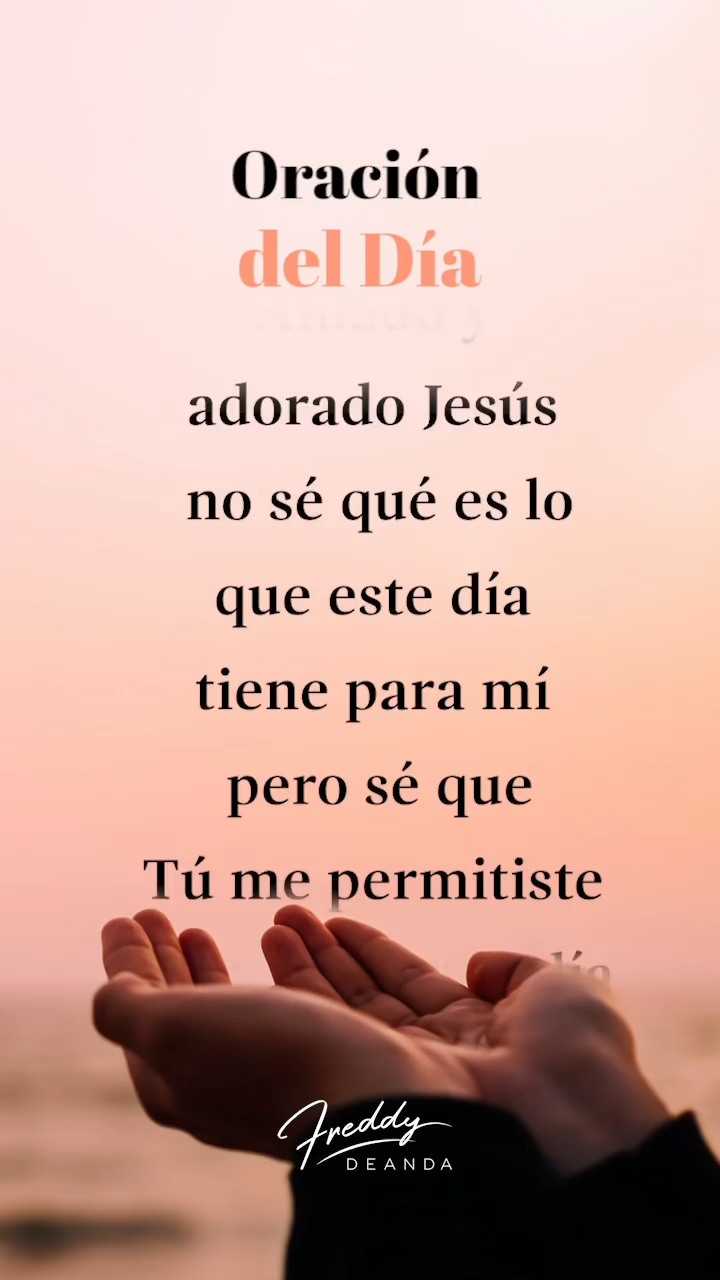 Oración
del Día
adorado Jesús
no sé qué es lo
que este día
tiene para mí
pero sé que
Tú me permitiste
día
Freddy
DEANDA